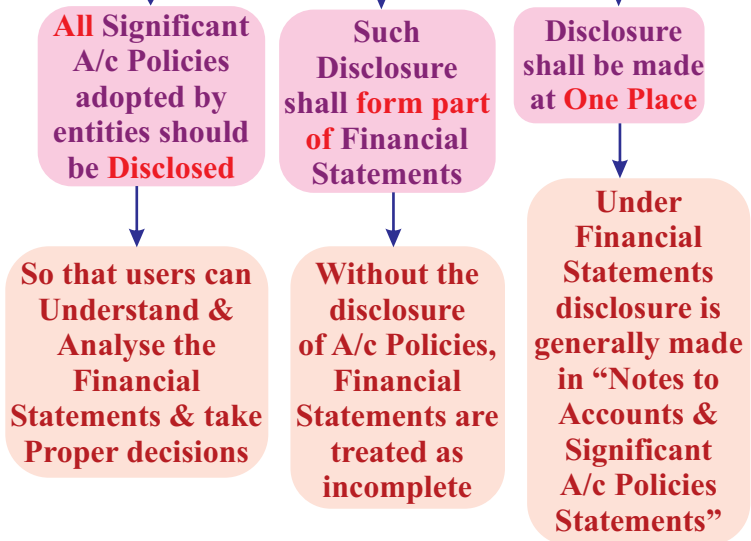 All Significant
A/c Policies
adopted by
entities should
be Disclosed
Such
Disclosure
shall form part
of Financial
Statements
Disclosure
shall be made
at One Place
So that users can
Understand &
Analyse the
Financial
Statements & take
Proper decisions
Without the
disclosure
of A/c Policies,
Financial
Statements are
treated as
incomplete
Under
Financial
Statements
disclosure is
generally made
in “Notes to
Accounts &
Significant
A/c Policies
Statements”